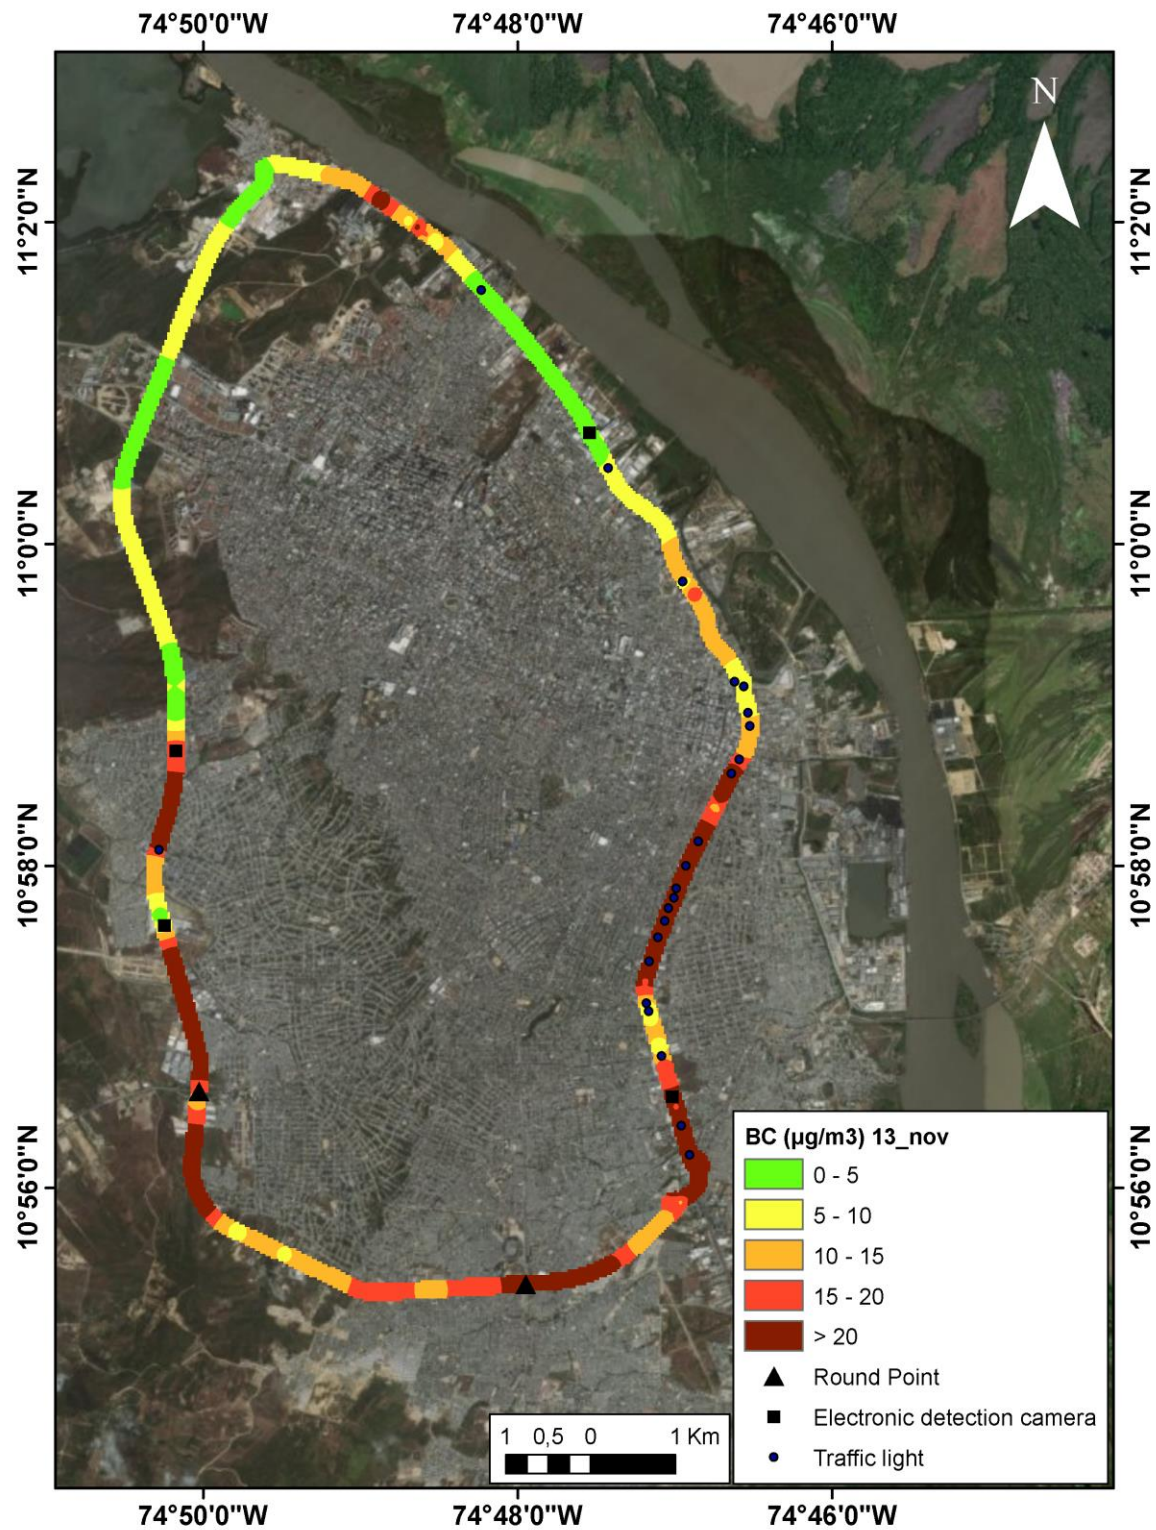 74°50'0"W 74°48'0"W 74°46'0"W
N
11°2'0"N 11°2'0"N
11°0'0"N 11°0'0"N
10°58'0"N 10°58'0"N
10°56'0"N 10°56'0"N
BC (µg/m3) 13_nov
0 - 5
5 - 10
10 - 15
15 - 20
> 20
Round Point
Electronic detection camera
Traffic light
1 0,5 0 1 Km
74°50'0"W 74°48'0"W 74°46'0"W